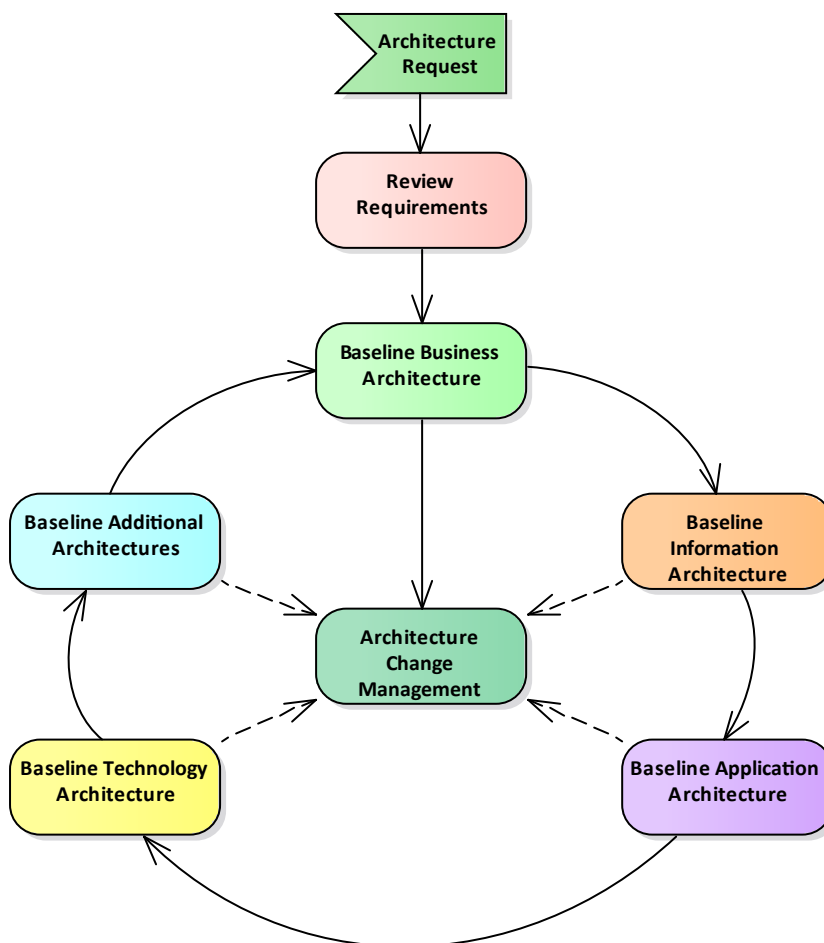 Architecture
Request
Review
Requirements
Baseline Business
Architecture
Baseline Additional
Architectures
Baseline
Information
Architecture
Architecture
Change
Management
Baseline Technology
Architecture
Baseline Application
Architecture